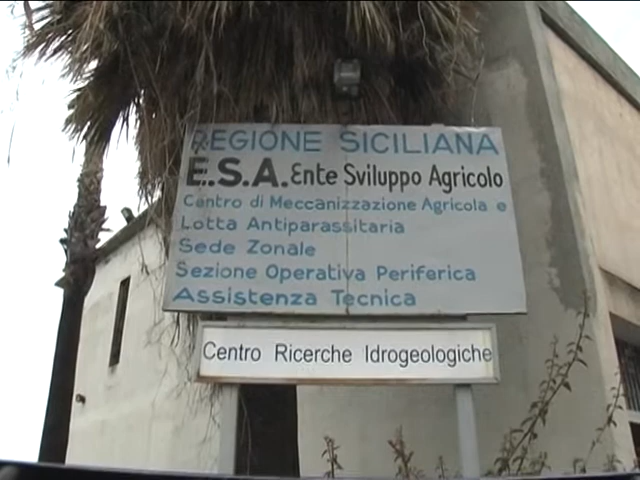 REGIONE SICILIANA
E.S.A. Ente Sviluppo Agricolo
Centro di Meccanizzazione Agricola e
Lotta Antiparassitaria
Sede Zonale
Sezione Operativa Periferica
Assistenza Tecnica
Centro Ricerche Idrogeologiche